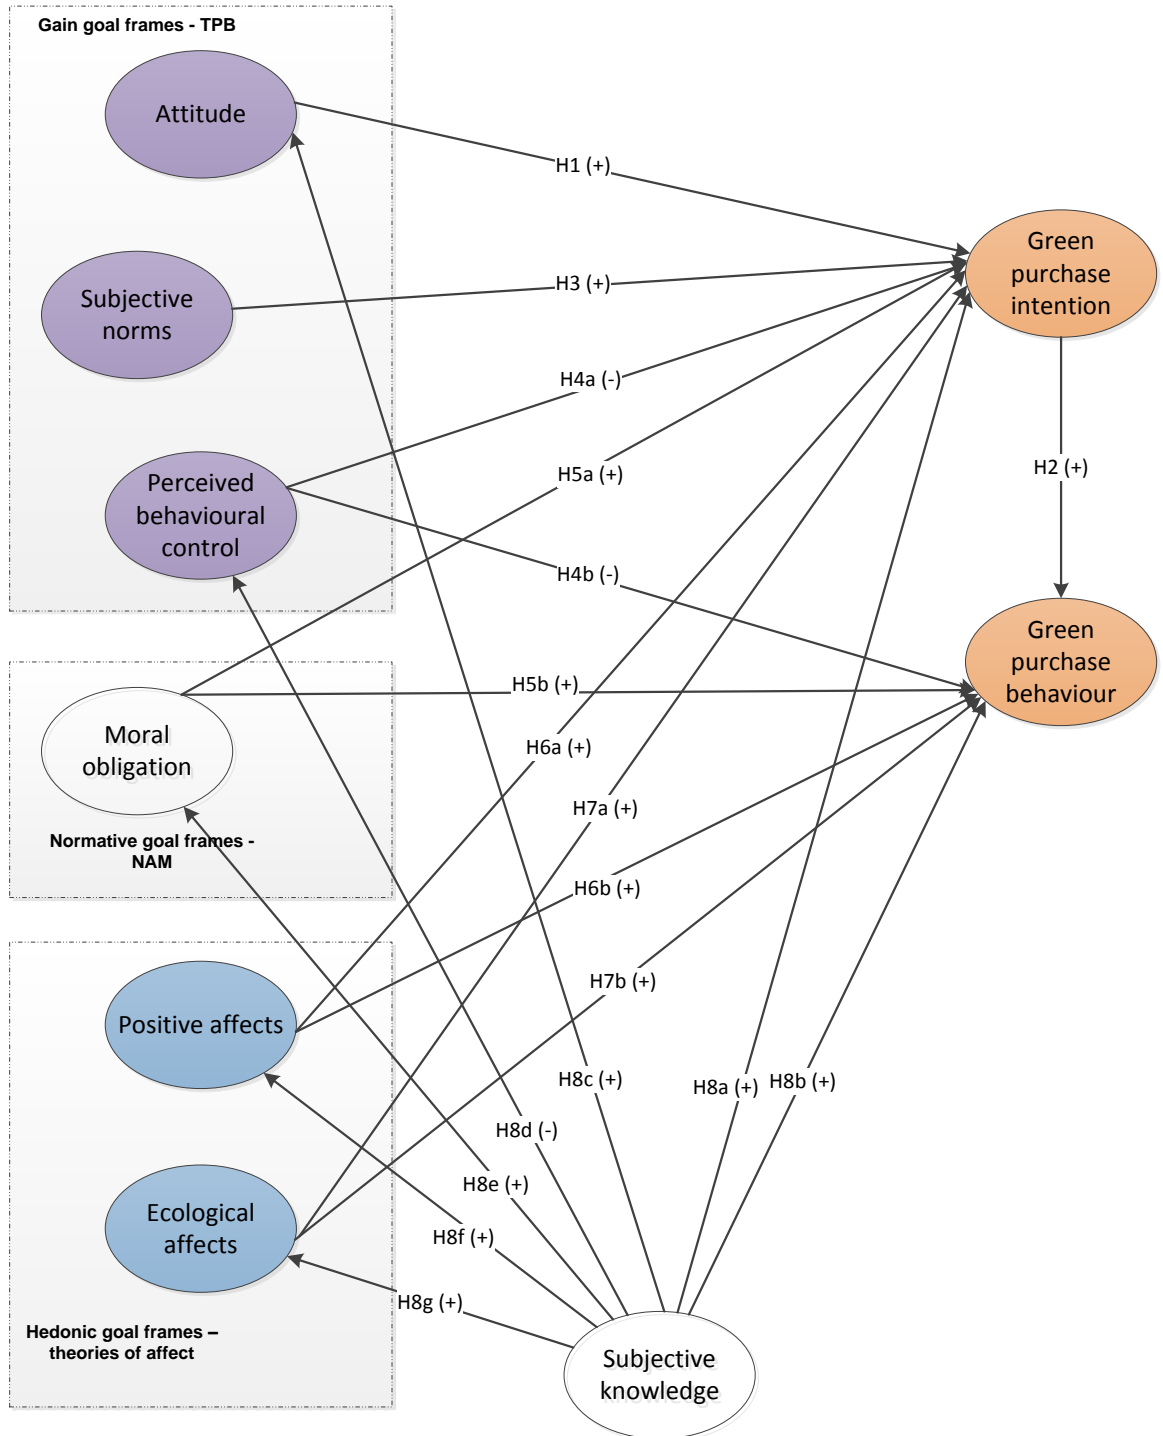 Gain goal frames - TPB
Attitude
H1 (+)
Green
purchase
intention
Subjective
norms
H3 (+)
H4a (-)
Perceived
behavioural
control
H5a (+)
H2 (+)
H4b (-)
Green
purchase
behaviour
H5b (+)
Moral
obligation
H6a (+)
H7a (+)
Normative goal frames -
NAM
H6b (+)
H7b (+)
Positive affects
H8c (+)
H8a (+)
H8b (+)
H8d (-)
H8e (+)
Ecological
affects
H8f (+)
H8g (+)
Hedonic goal frames –
theories of affect
Subjective
knowledge